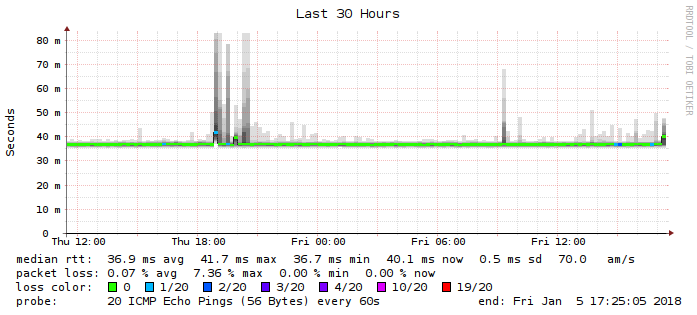 Last 30 Hours
RRDTOOL / TOBI OETIKER
Seconds
80 m
70 m
60 m
50 m
40 m
30 m
20 m
10 m
0
Thu 12:00 Thu 18:00 Fri 00:00 Fri 06:00 Fri 12:00
median rtt: 36.9 ms avg 41.7 ms max 36.7 ms min 40.1 ms now 0.5 ms sd 70.0 am/s
packet loss: 0.07 % avg 7.36 % max 0.00 % min 0.00 % now
loss color: 0 1/20 2/20 3/20 4/20 10/20 19/20
probe: 20 ICMP Echo Pings (56 Bytes) every 60s end: Fri Jan 5 17:25:05 2018